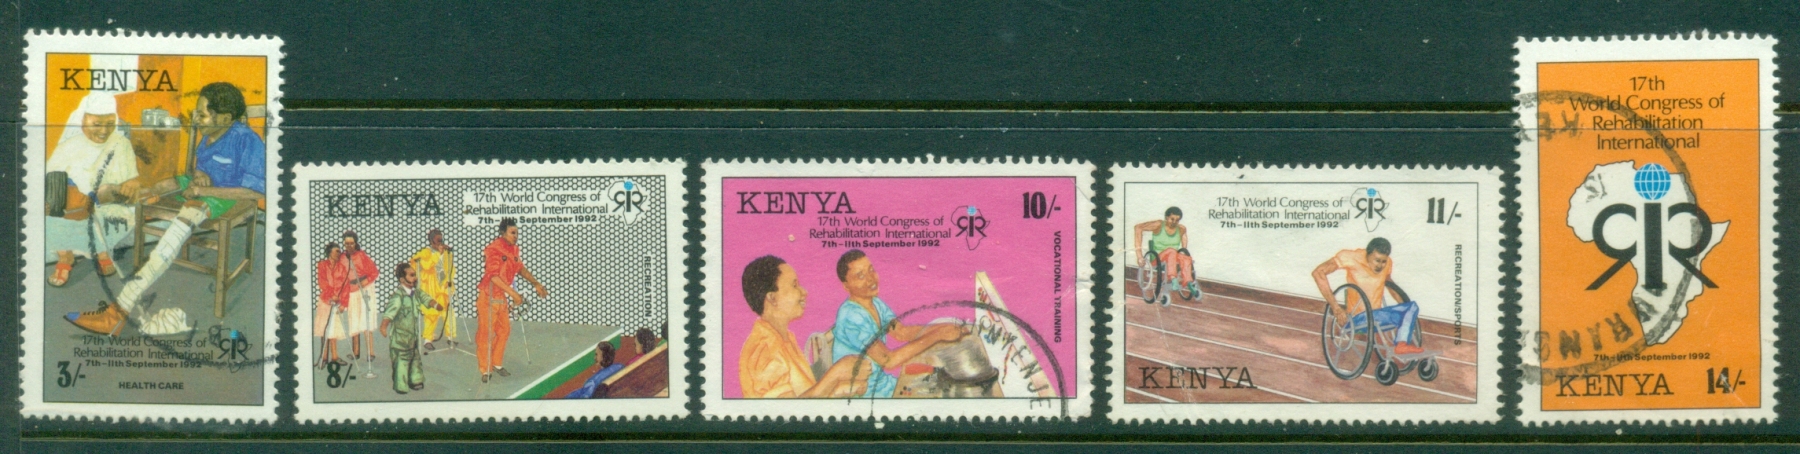 KENYA
17th World Congress of
Rehabilitation International
7th-11th September 1992
3/-
HEALTH CARE
KENYA
17th World Congress of
Rehabilitation International
7th-11th September 1992
RECREATION
8/-
KENYA
10/-
17th World Congress of
Rehabilitation International
7th-11th September 1992
VOCATIONAL TRAINING
17th World Congress of
Rehabilitation International
7th-11th September 1992
11/-
RECREATION/SPORTS
KENYA
17th
World Congress of
Rehabilitation
International
7th-11th September 1992
KENYA 14/-